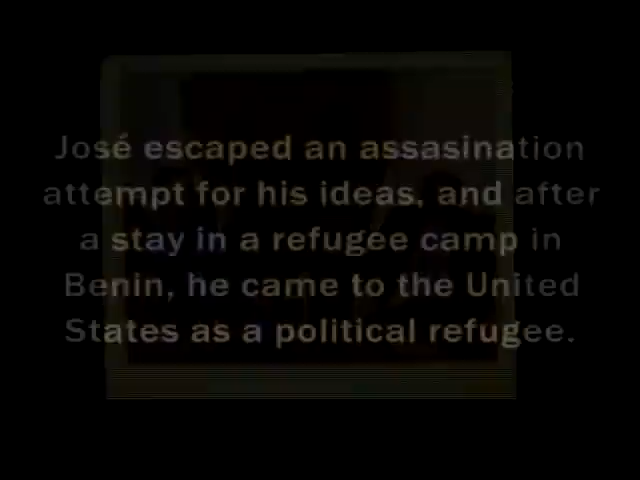 José escaped an assasination
attempt for his ideas, and after
a stay in a refugee camp in
Benin, he came to the United
States as a political refugee.